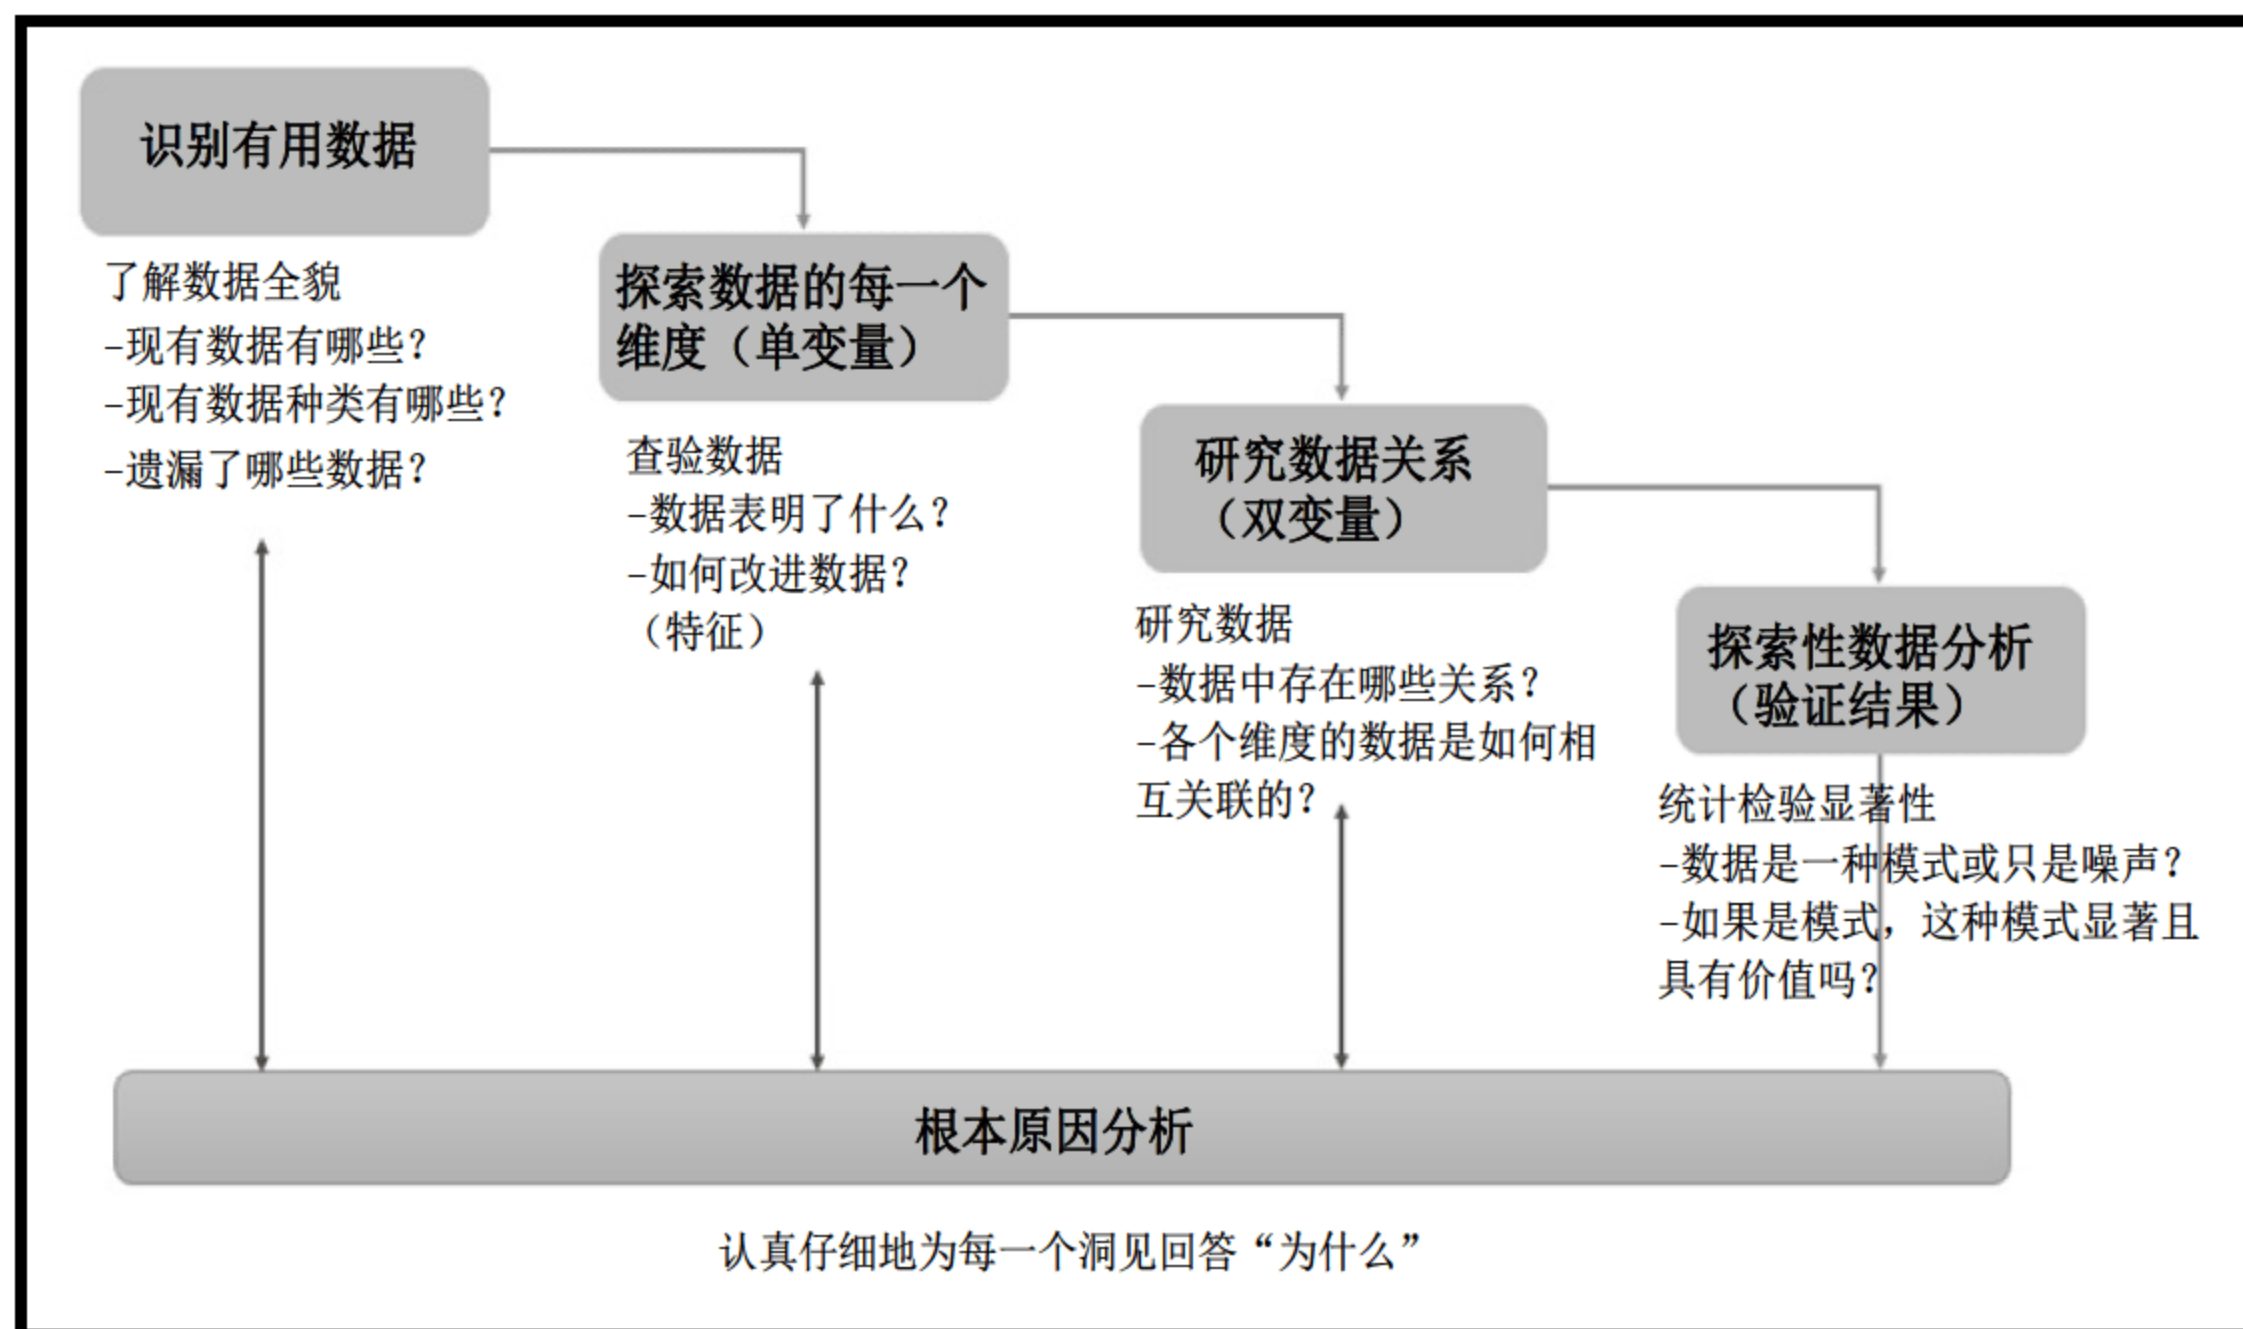 识别有用数据
了解数据全貌
–现有数据有哪些？
–现有数据种类有哪些？
–遗漏了哪些数据？
探索数据的每一个
维度（单变量）
查验数据
–数据表明了什么？
–如何改进数据？
（特征）
研究数据关系
（双变量）
研究数据
–数据中存在哪些关系？
–各个维度的数据是如何相
互关联的？
探索性数据分析
（验证结果）
统计检验显著性
–数据是一种模式或只是噪声？
–如果是模式，这种模式显著且
具有价值吗？
根本原因分析
认真仔细地为每一个洞见回答“为什么”